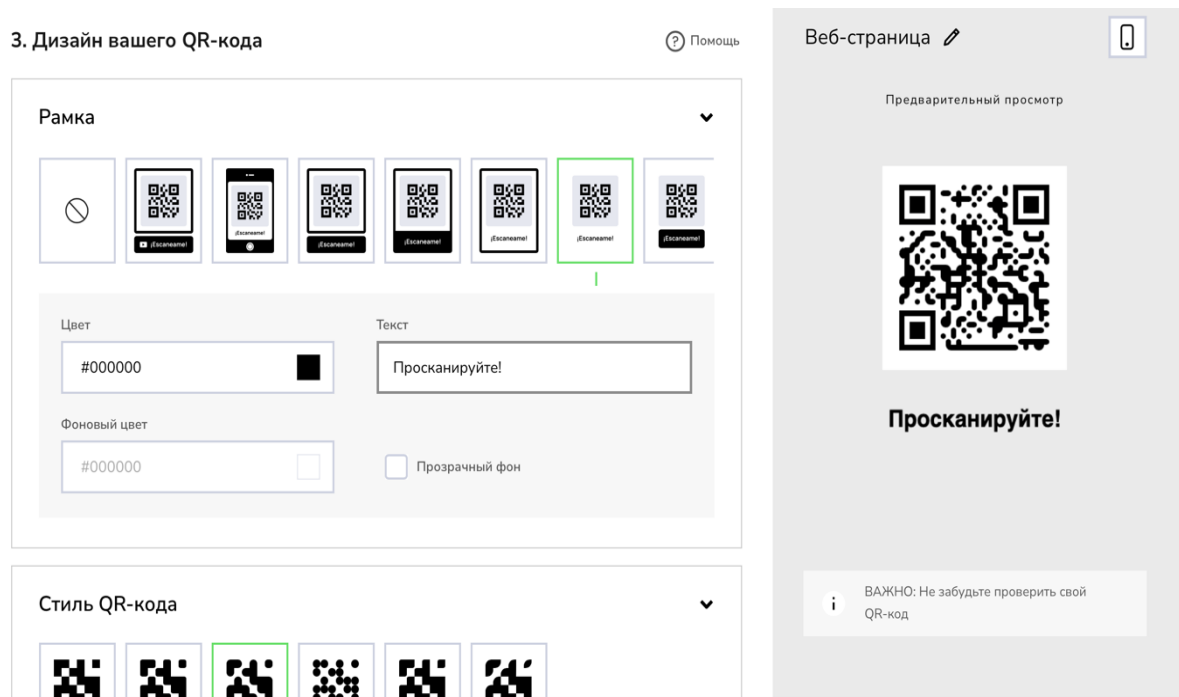 3. Дизайн вашего QR-кода
? Помощь
Рамка
¡Escaneame!
¡Escaneame!
¡Escaneame!
¡Escaneame!
¡Escaneame!
¡Escaneame!
¡Escaneame!
Цвет
Текст
#000000
Просканируйте!
Фоновый цвет
#000000
Прозрачный фон
Стиль QR-кода
Веб-страница
Предварительный просмотр
Просканируйте!
i
ВАЖНО: Не забудьте проверить свой
QR-код